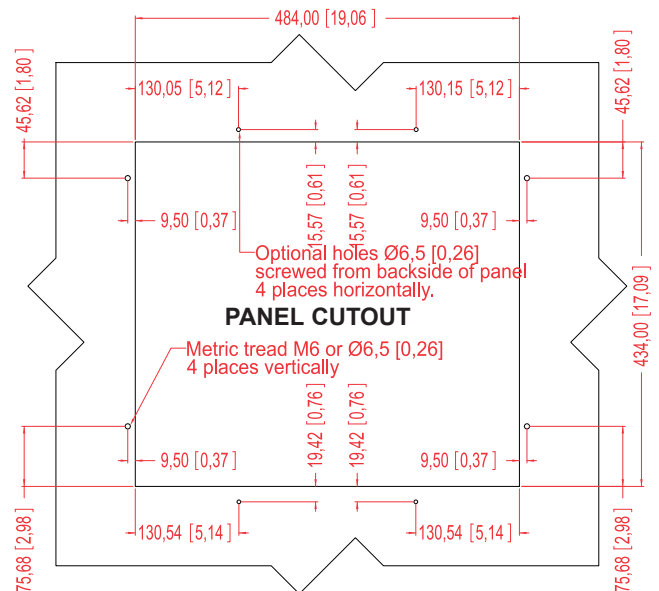 484,00 [19,06 ]
45,62 [1,80 ]
130,05 [5,12]
130,15 [5,12]
45,62 [1,80 ]
15,57 [0,61 ]
15,57 [0,61 ]
9,50 [0,37 ]
9,50 [0,37 ]
Optional holes Ø6,5 [0,26]
screwed from backside of panel
4 places horizontally.
PANEL CUTOUT
434,00 [17,09 ]
Metric tread M6 or Ø6,5 [0,26]
4 places vertically
19,42 [0,76 ]
19,42 [0,76 ]
9,50 [0,37 ]
9,50 [0,37 ]
75,68 [2,98 ]
130,54 [5,14 ]
130,54 [5,14 ]
75,68 [2,98 ]